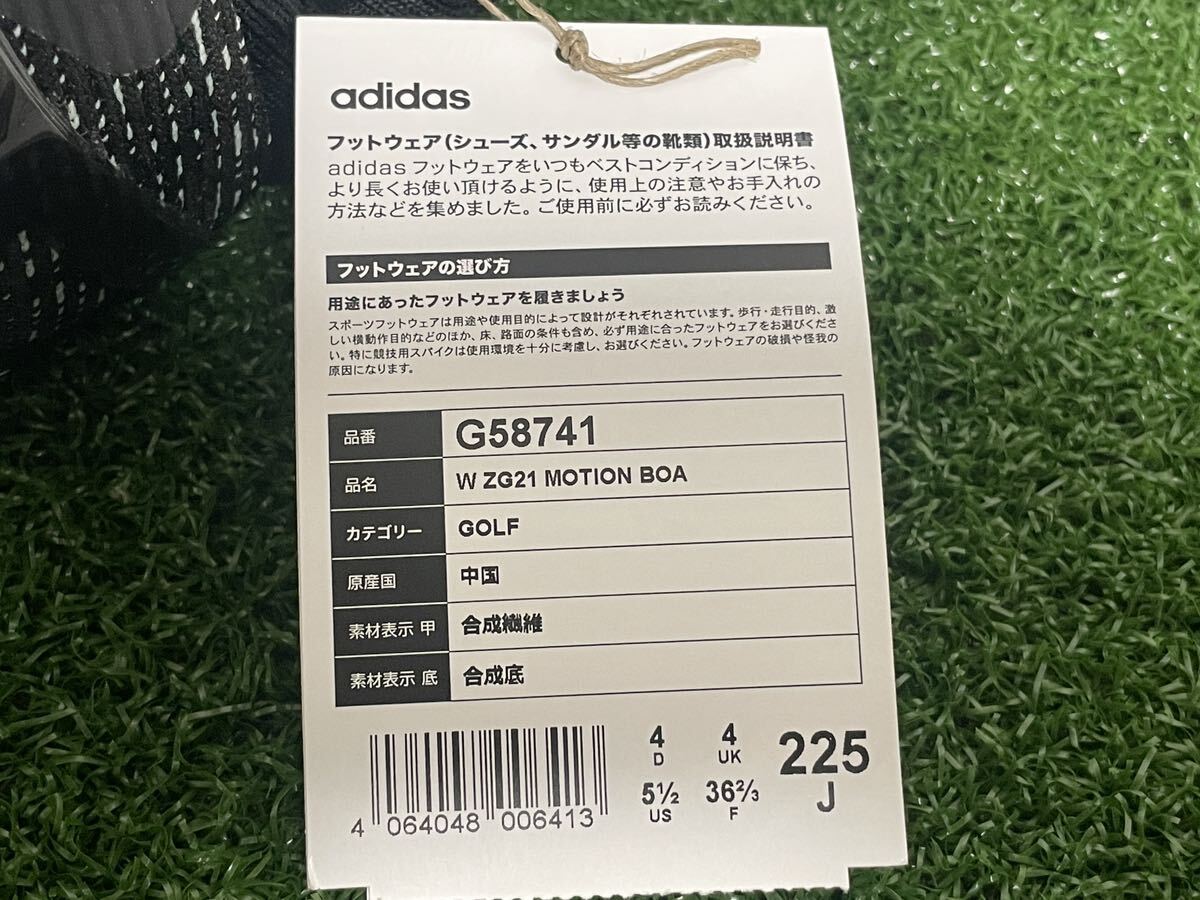 adidas
フットウェア(シューズ、サンダル等の靴類)取扱説明書
adidas フットウェアをいつもベストコンディションに保ち、
より長くお使い頂けるように、使用上の注意やお手入れの
方法などを集めました。ご使用前に必ずお読みください。
フットウェアの選び方
用途にあったフットウェアを履きましょう
スポーツフットウェアは用途や使用目的によって設計がそれぞれされています。歩行・走行目的、激
しい横動作目的などのほか、床、路面の条件も含め、必ず用途に合ったフットウェアをお選びくださ
い。特に競技用スパイクは使用環境を十分に考慮し、お選びください。フットウェアの破損や怪我の
原因になります。
品番 G58741
品名 W ZG21 MOTION BOA
カテゴリー GOLF
原産国 中国
素材表示 甲 合成繊維
素材表示 底 合成底
4 064048 006413
4 D
4 UK
5½ US
36⅔ F
225 J